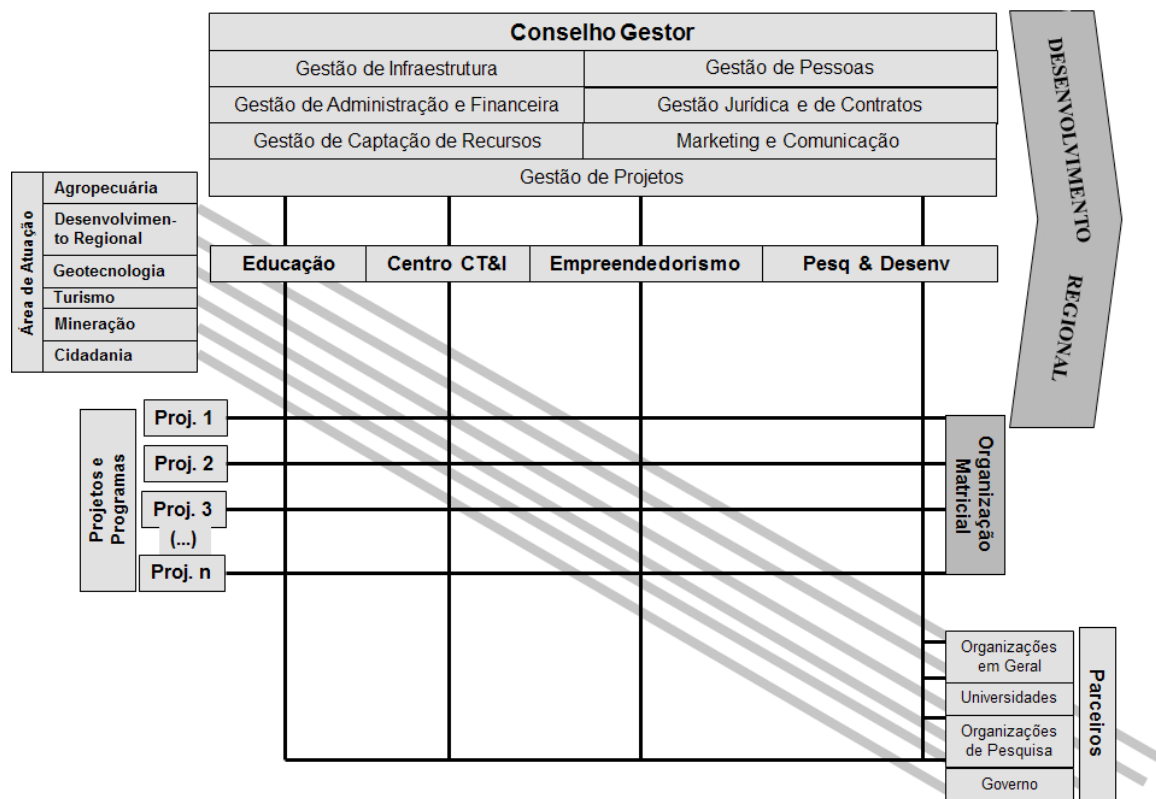 Conselho Gestor
Gestão de Infraestrutura
Gestão de Pessoas
Gestão de Administração e Financeira
Gestão Jurídica e de Contratos
Gestão de Captação de Recursos
Marketing e Comunicação
Gestão de Projetos
DESENVOLVIMENTO REGIONAL
Área de Atuação
Agropecuária
Desenvolvimen-
to Regional
Geotecnologia
Turismo
Mineração
Cidadania
Educação
Centro CT&I
Empreendedorismo
Pesq & Desenv
Projetos e
Programas
Proj. 1
Proj. 2
Proj. 3
(...)
Proj. n
Organização
Matricial
Organizações
em Geral
Universidades
Organizações
de Pesquisa
Governo
Parceiros